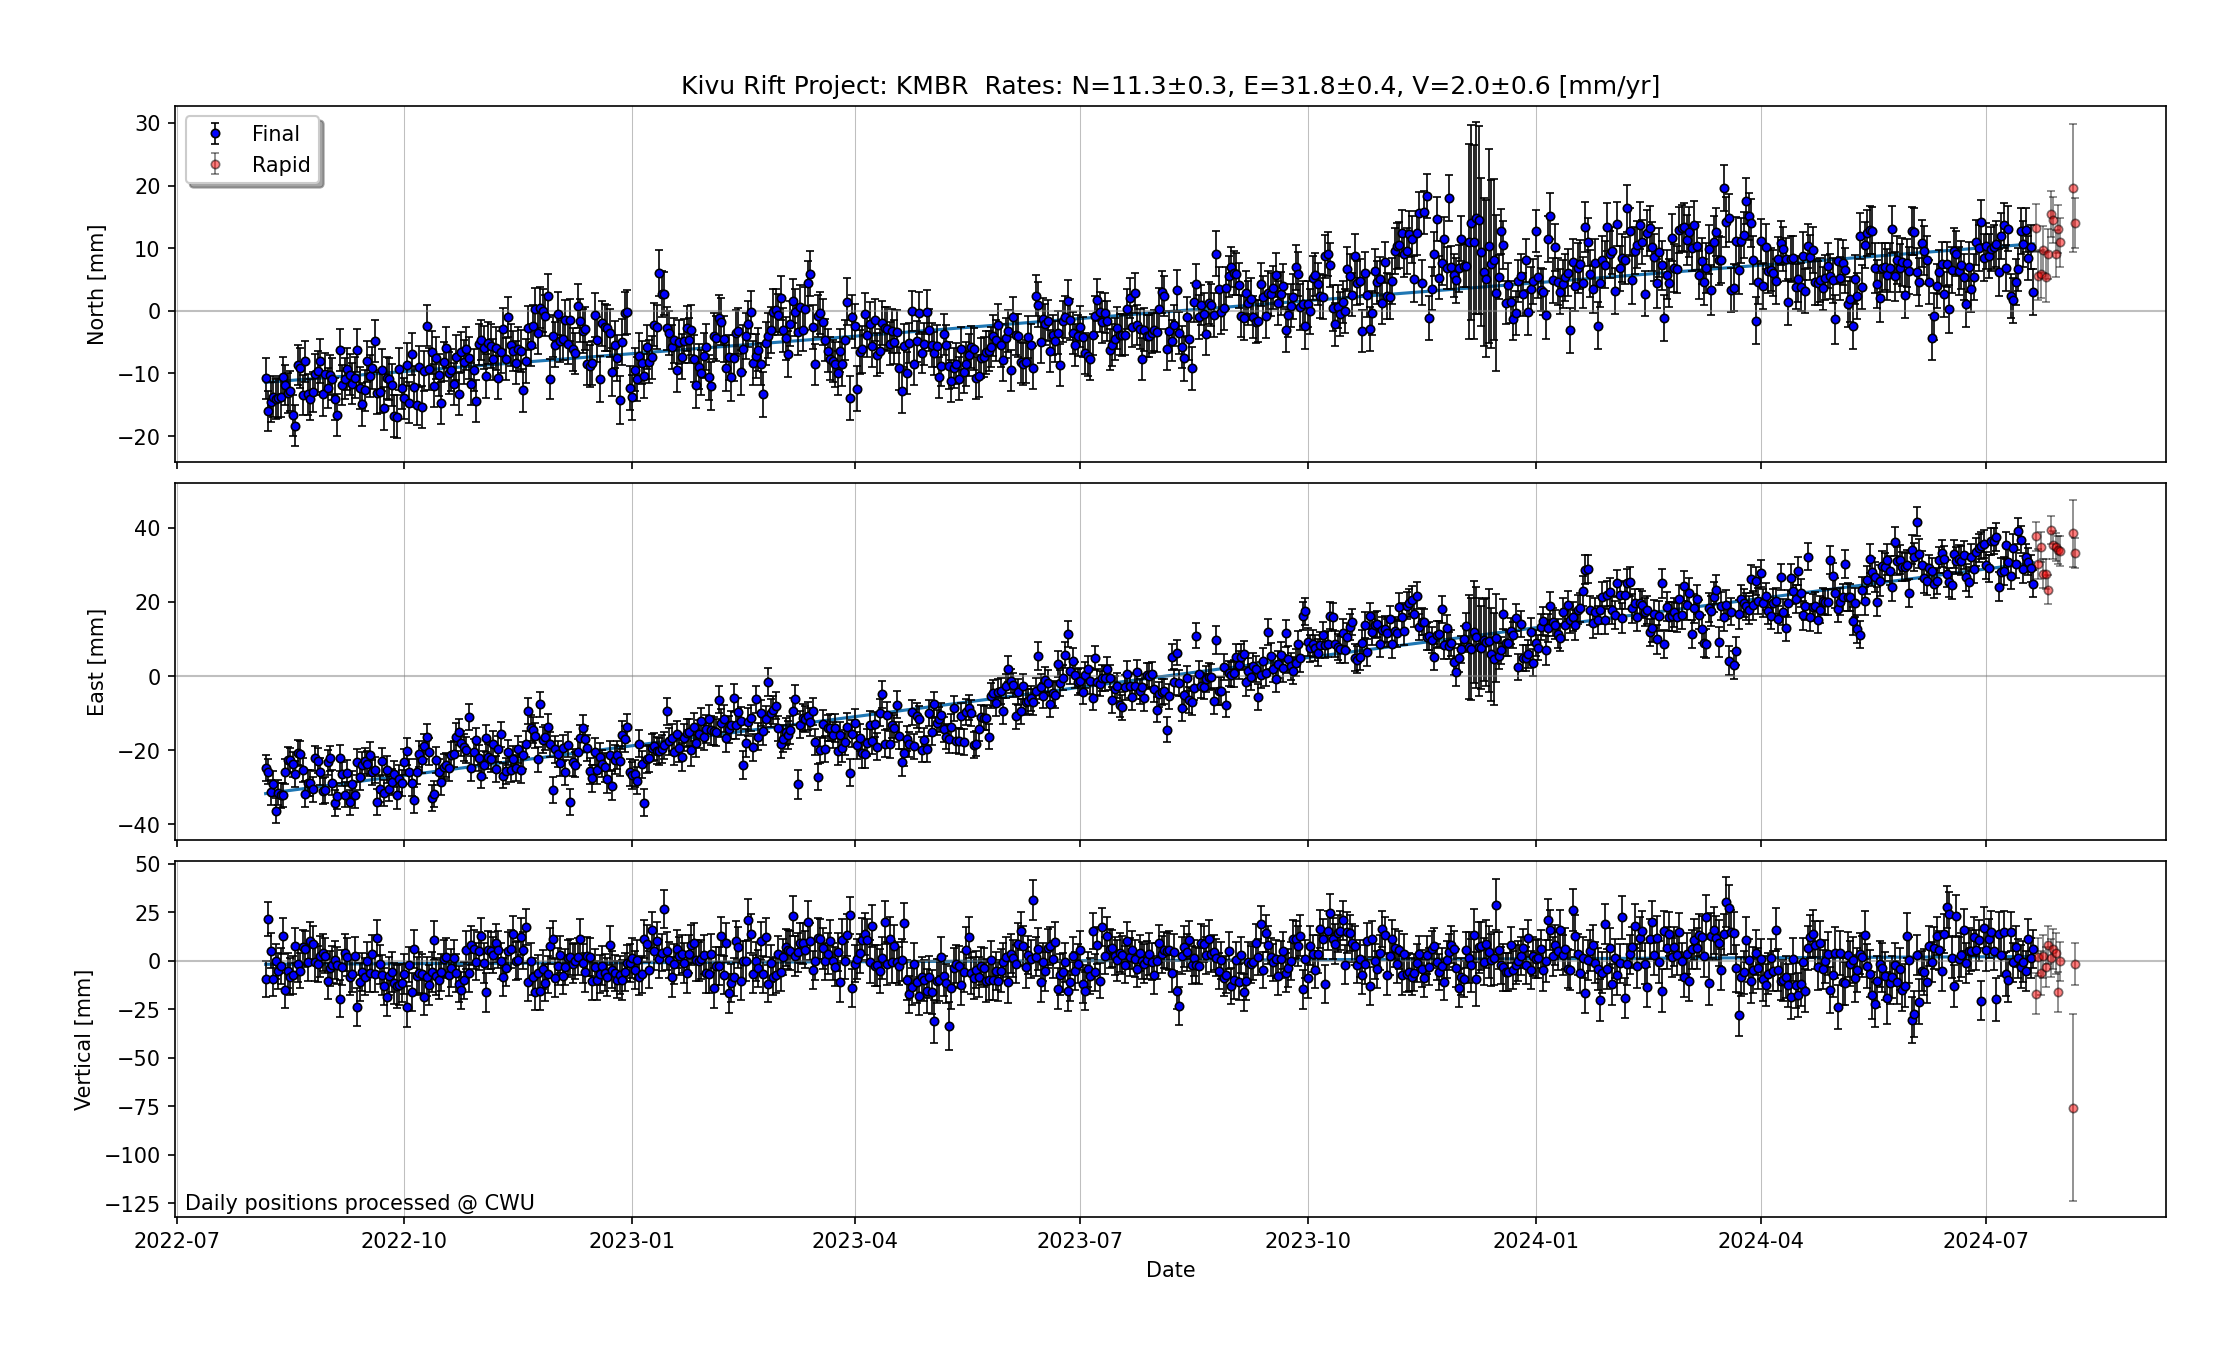 Kivu Rift Project: KMBR  Rates: N=11.3±0.3, E=31.8±0.4, V=2.0±0.6 [mm/yr]
Final
Rapid
30
20
10
0
−10
−20
North [mm]
40
20
0
−20
−40
East [mm]
50
25
0
−25
−50
−75
−100
−125
Vertical [mm]
Daily positions processed @ CWU
2022-07 2022-10 2023-01 2023-04 2023-07 2023-10 2024-01 2024-04 2024-07
Date